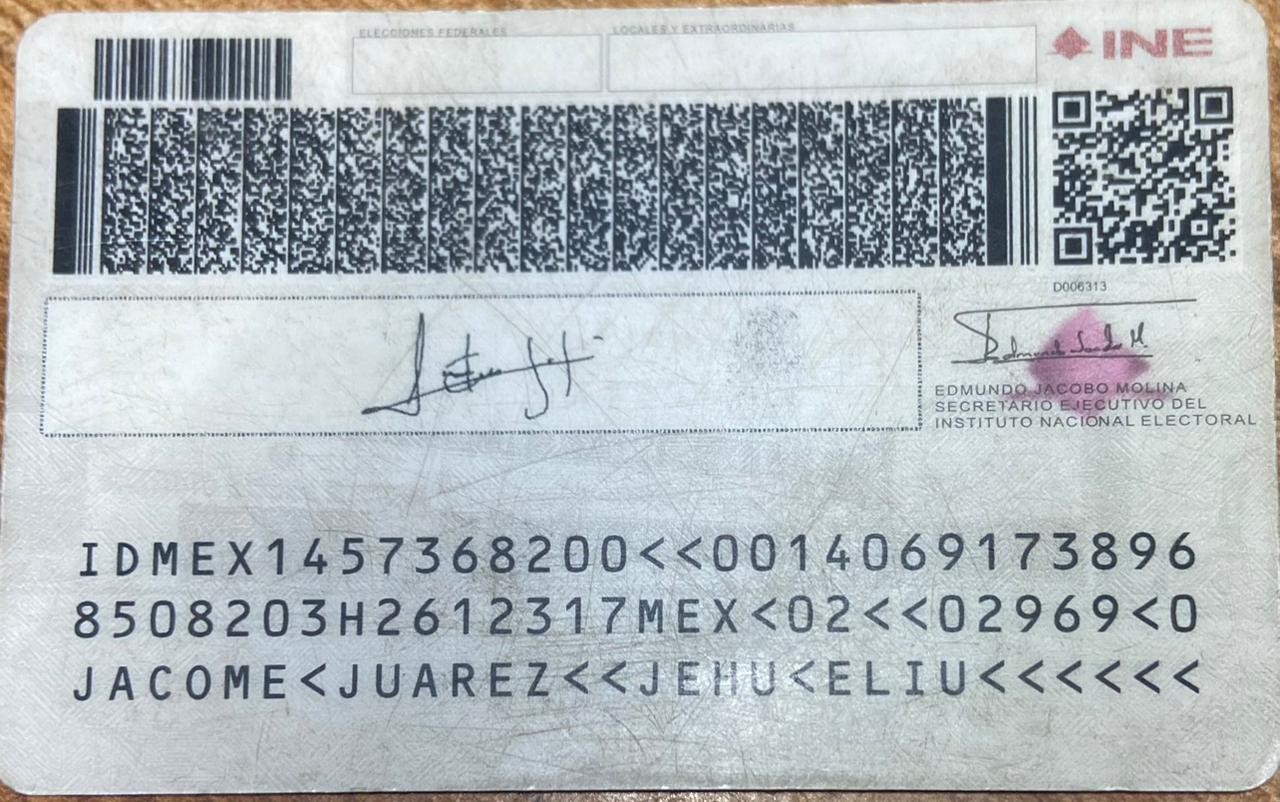 ELECCIONES FEDERALES
LOCALES Y EXTRAORDINARIAS
INE
D006313
EDMUNDO JACOBO MOLINA
SECRETARIO EJECUTIVO DEL
INSTITUTO NACIONAL ELECTORAL
IDMEX1457368200<<0014069173896
8508203H2612317MEX<02<<02969<0
JACOME<JUAREZ<<JEHU<ELIU<<<<<<